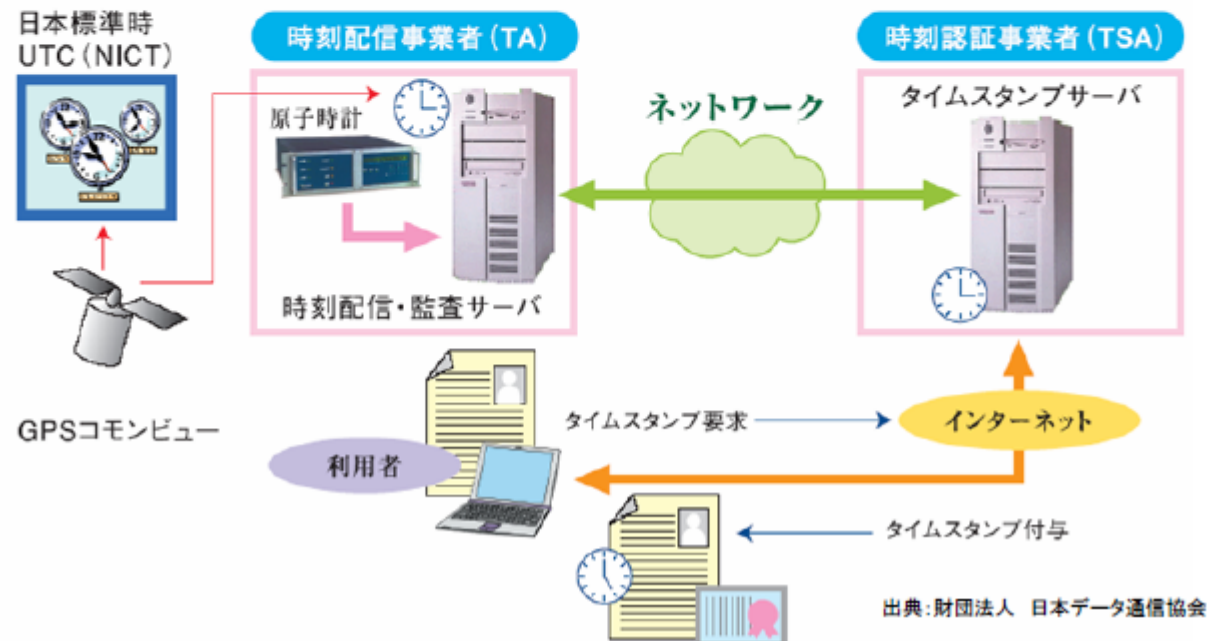 日本標準時
UTC(NICT)
時刻配信事業者(TA)
時刻認証事業者(TSA)
原子時計
ネットワーク
タイムスタンプサーバ
時刻配信・監査サーバ
GPSコモンビュー
タイムスタンプ要求
インターネット
利用者
タイムスタンプ付与
出典:財団法人 日本データ通信協会